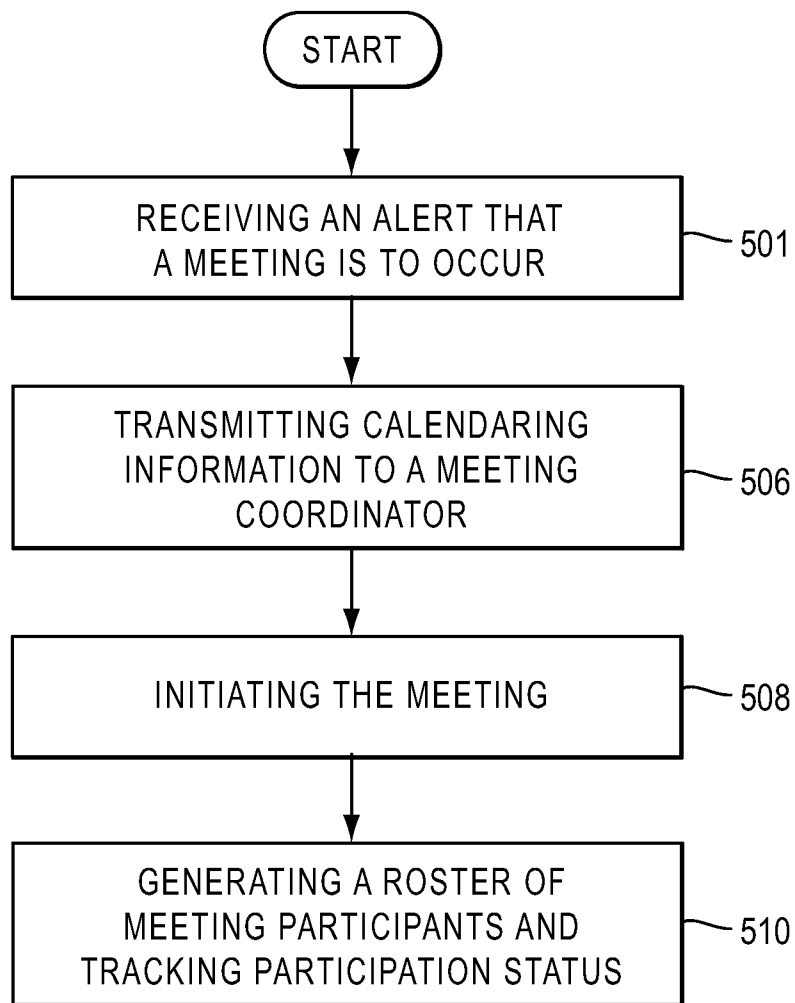 START
RECEIVING AN ALERT THAT
A MEETING IS TO OCCUR
501
TRANSMITTING CALENDARING
INFORMATION TO A MEETING
COORDINATOR
506
INITIATING THE MEETING
508
GENERATING A ROSTER OF
MEETING PARTICIPANTS AND
TRACKING PARTICIPATION STATUS
510